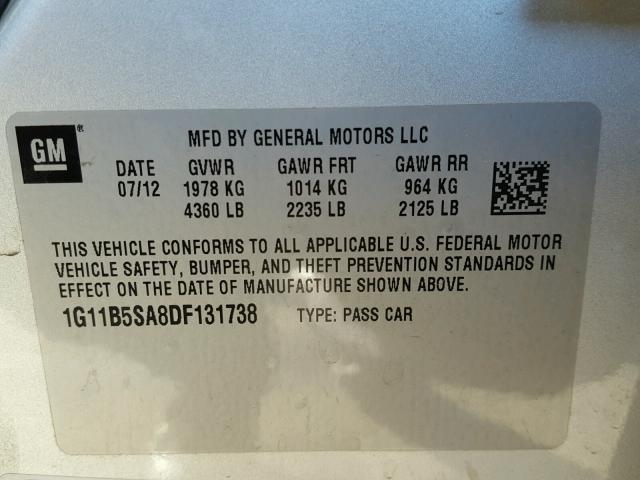 GM ®
MFD BY GENERAL MOTORS LLC
DATE GVWR GAWR FRT GAWR RR
07/12 1978 KG 1014 KG 964 KG
4360 LB 2235 LB 2125 LB
THIS VEHICLE CONFORMS TO ALL APPLICABLE U.S. FEDERAL MOTOR
VEHICLE SAFETY, BUMPER, AND THEFT PREVENTION STANDARDS IN
EFFECT ON THE DATE OF MANUFACTURE SHOWN ABOVE.
1G11B5SA8DF131738 TYPE: PASS CAR